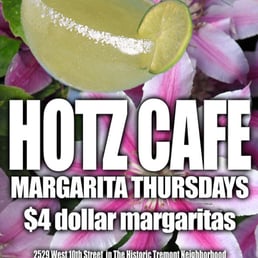 HOTZ CAFE
MARGARITA THURSDAYS
$4 dollar margaritas
2529 West 10th Street  in The Historic Tremont Neighborhood